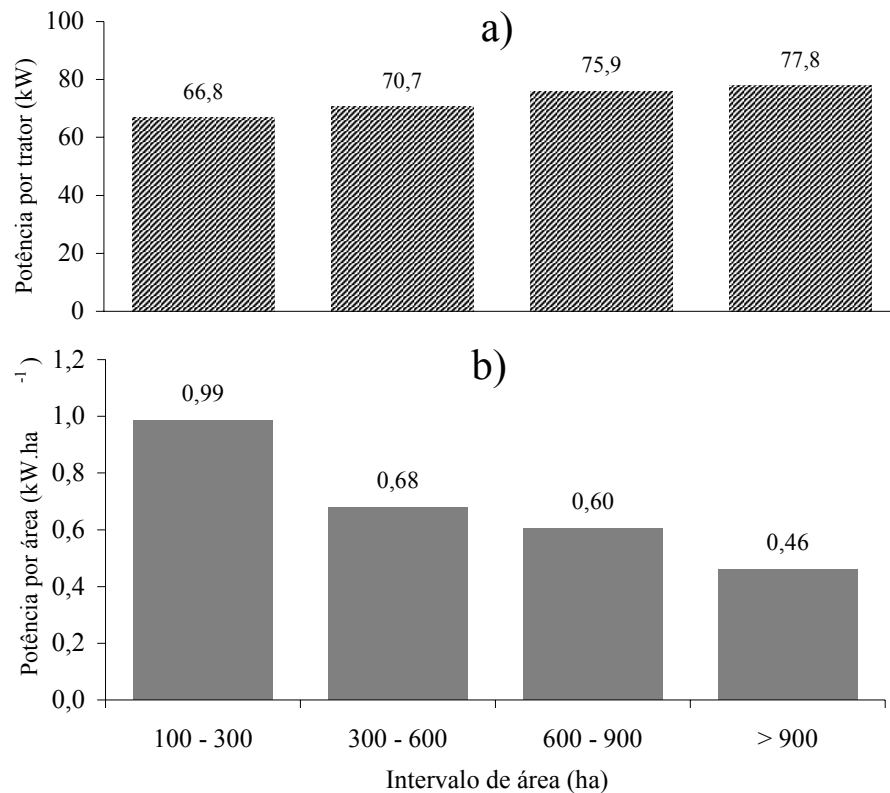 a)
Potência por trator (kW)
100
80
60
40
20
0
66,8
70,7
75,9
77,8
b)
Potência por área (kW.ha⁻¹)
1,2
1,0
0,8
0,6
0,4
0,2
0,0
0,99
0,68
0,60
0,46
100 - 300
300 - 600
600 - 900
> 900
Intervalo de área (ha)